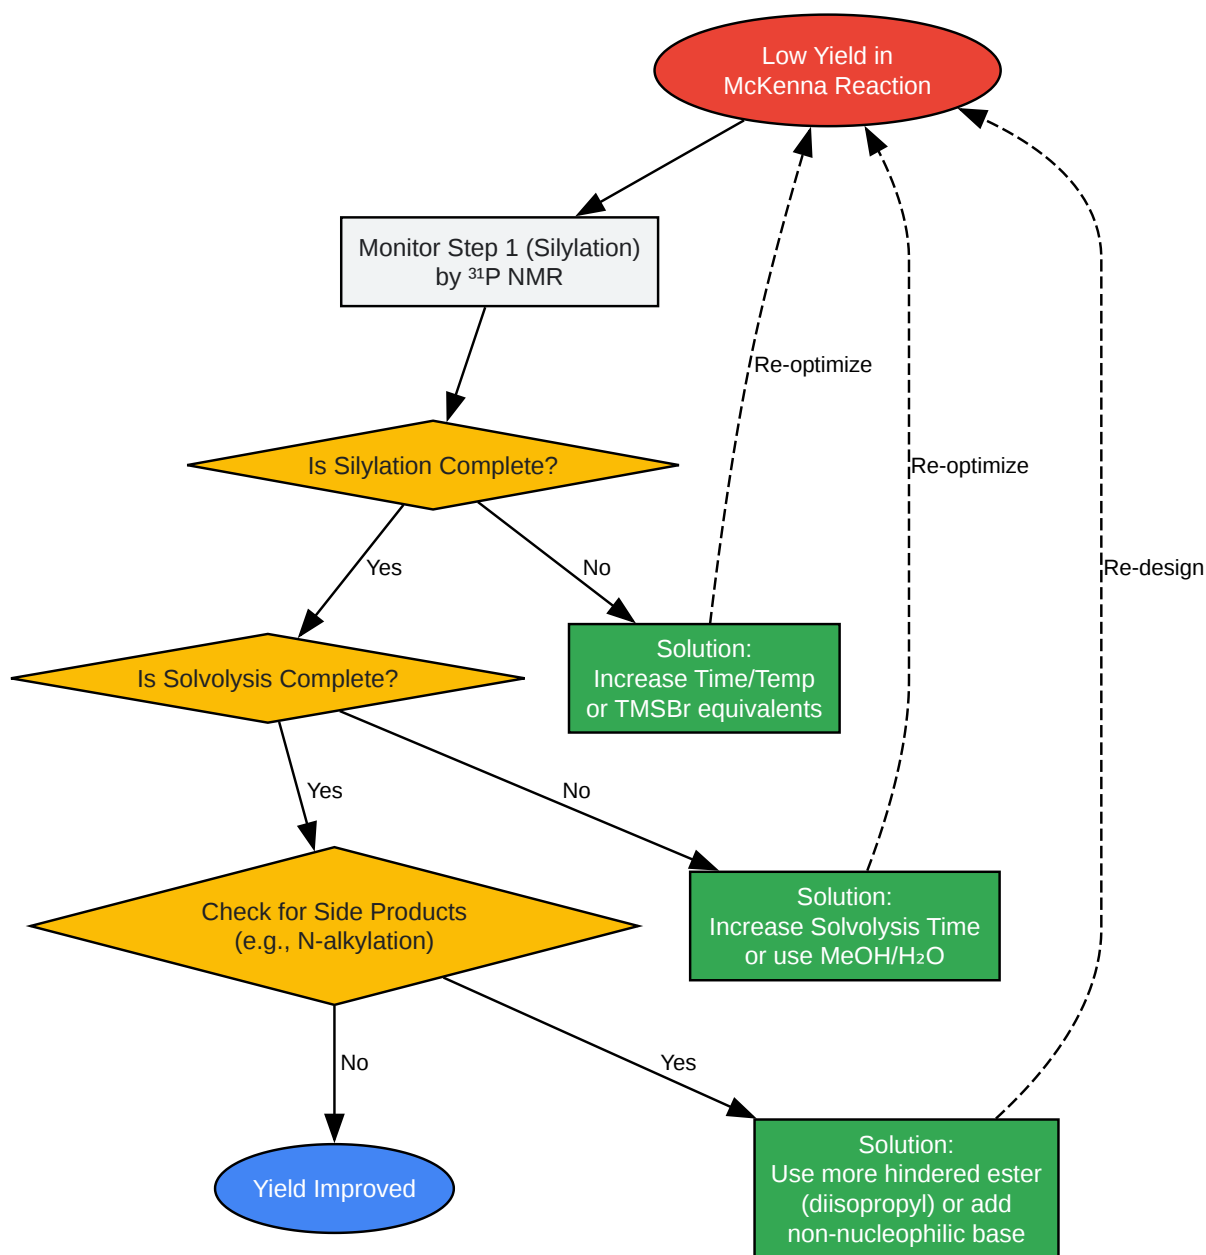 Low Yield in
McKenna Reaction
Monitor Step 1 (Silylation)
by ³¹P NMR
Re-optimize
Is Silylation Complete?
Re-optimize
Yes
No
Re-design
Solution:
Increase Time/Temp
or TMSBr equivalents
Is Solvolysis Complete?
Yes
No
Solution:
Increase Solvolysis Time
or use MeOH/H₂O
Check for Side Products
(e.g., N-alkylation)
No
Yes
Solution:
Use more hindered ester
(diisopropyl) or add
non-nucleophilic base
Yield Improved